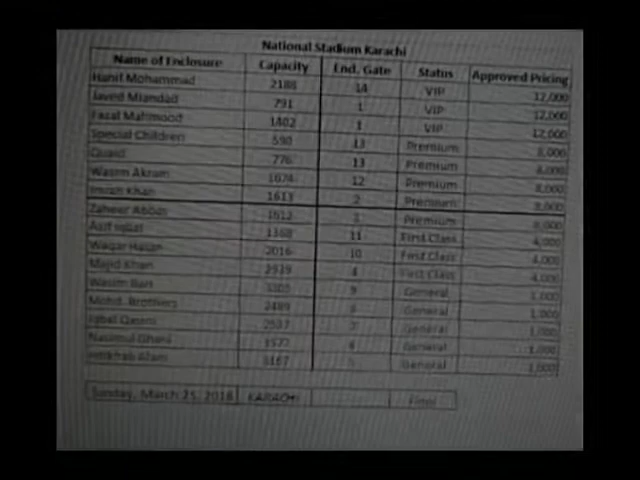 National Stadium Karachi
Name of Enclosure Capacity End. Gate Status Approved Pricing
Hanif Mohammad 2188 14 VIP 12,000
Javed Miandad 791 1 VIP 12,000
Fazal Mahmood 1402 1 VIP 12,000
Special Children 590 13 Premium 8,000
Quaid 776 13 Premium 8,000
Wasim Akram 1674 12 Premium 8,000
Imran Khan 1613 2 Premium 8,000
Zaheer Abbas 1612 Premium 8,000
Asif Iqbal 1368 11 First Class 4,000
Waqar Hasan 2016 10 First Class 4,000
Majid Khan 4 First Class 4,000
Wasim Bari 9 General 1,000
Mohd. Brothers General 1,000
Iqbal Qasim General 1,000
Nasimul Ghani General 1,000
Intikhab Alam General 1,000
Sunday, March 25, 2018 KARACHI Final